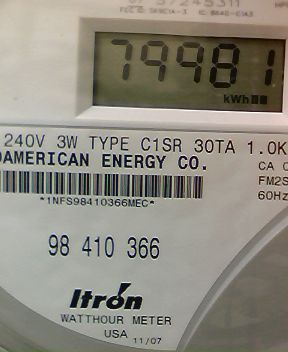 79981
kWh
240V 3W TYPE C1SR 30TA 1.0K
OAMERICAN ENERGY CO.
CA
FM2S
60Hz
*1NFS98410366MEC*
98 410 366
Itron
WATTHOUR METER
USA 11/07